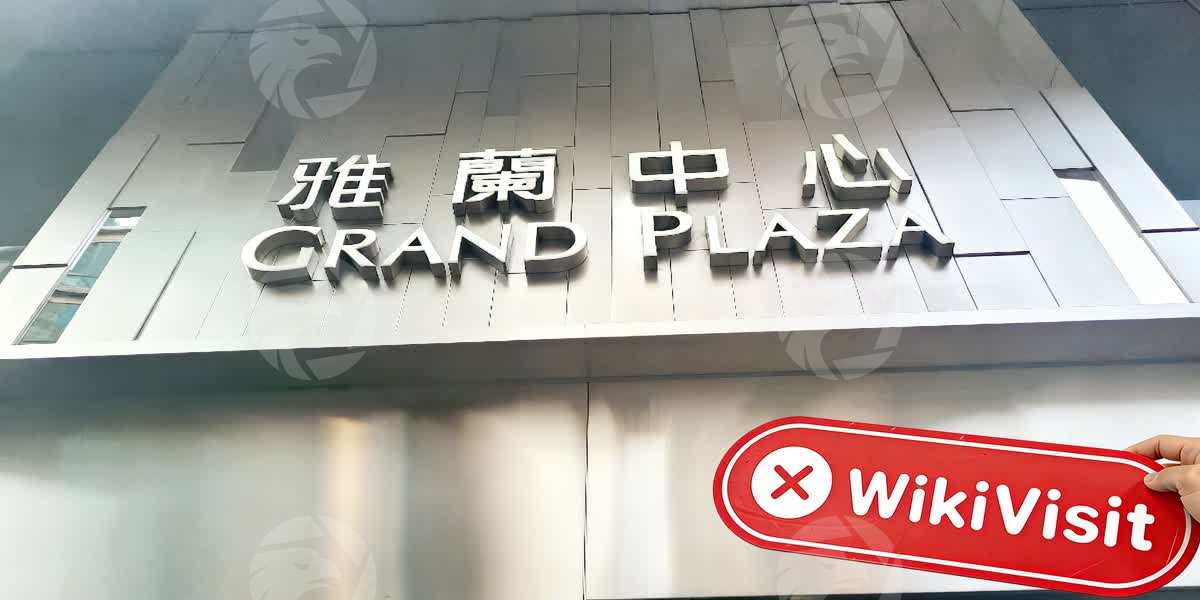 雅蘭中心
GRAND PLAZA
WikiVisit